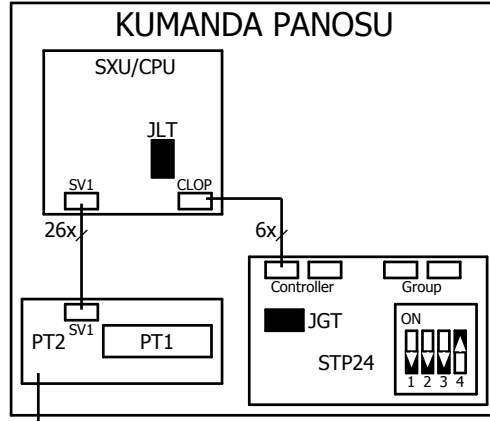 KUMANDA PANOSU
SXU/CPU
JLT
SV1
CLOP
26x
6x
Controller
Group
SV1
PT2
PT1
JGT
ON
STP24
1 2 3 4